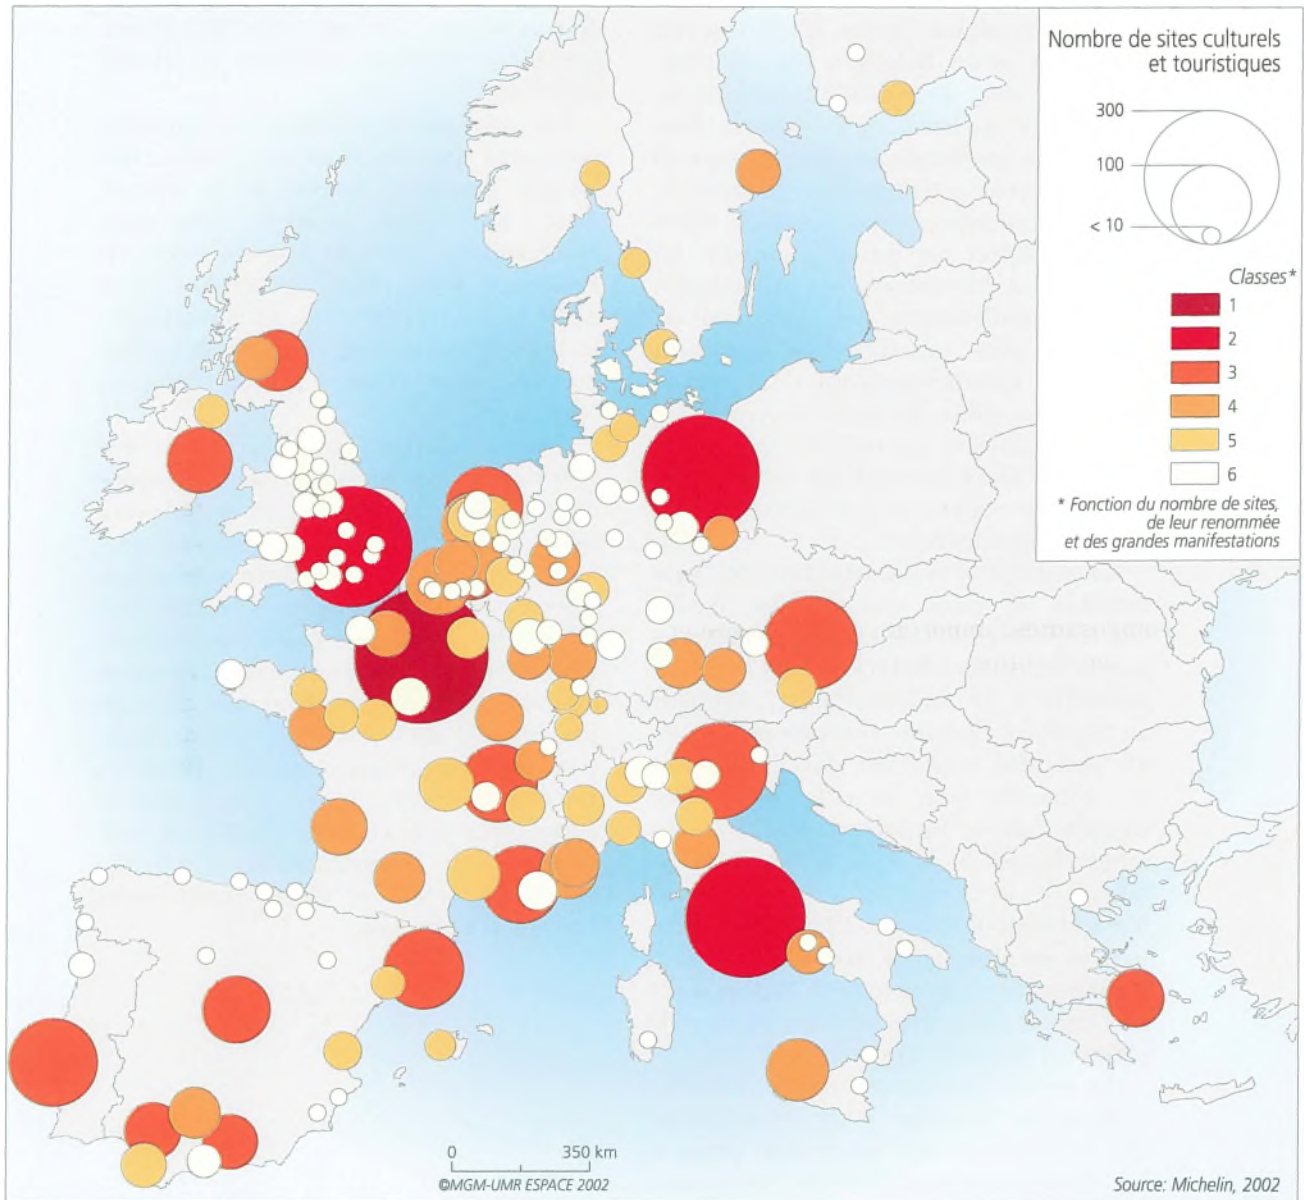 Nombre de sites culturels
et touristiques
300
100
< 10
Classes*
1
2
3
4
5
6
* Fonction du nombre de sites,
de leur renommée
et des grandes manifestations
0 350 km
©MGM-UMR ESPACE 2002
Source: Michelin, 2002